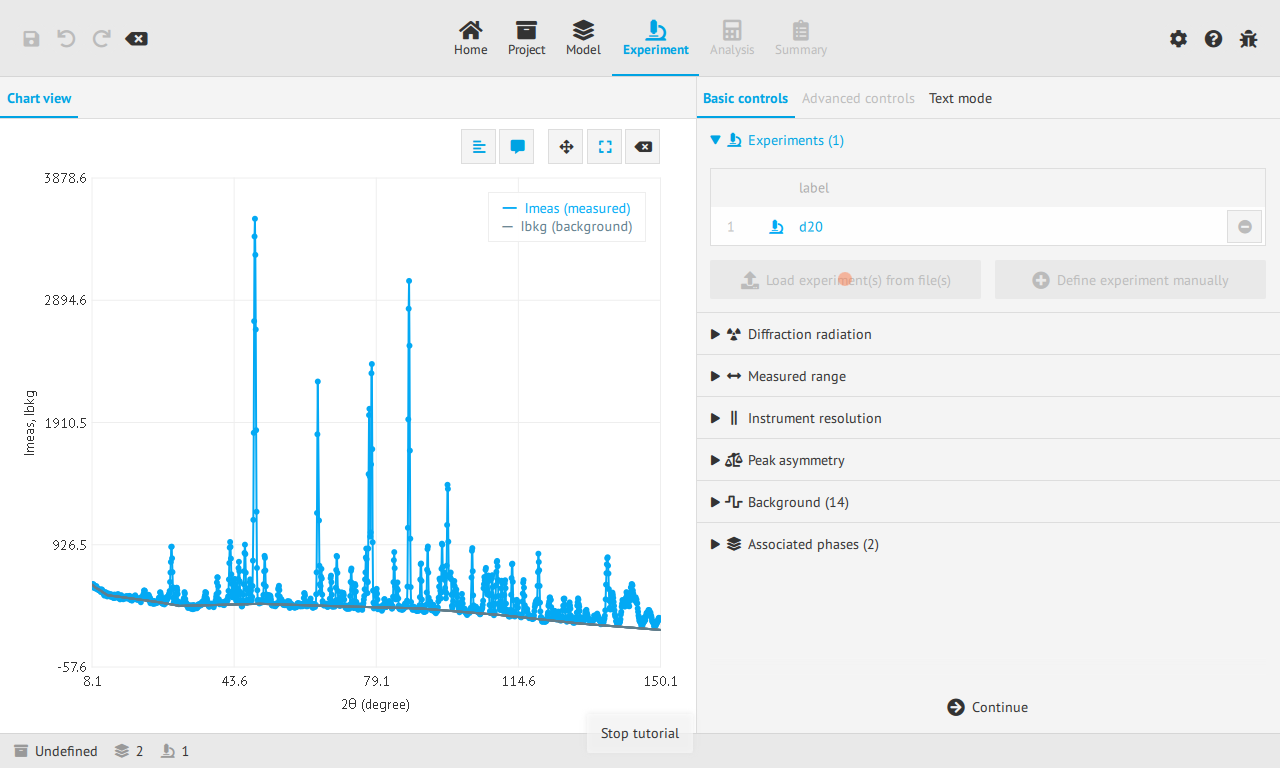 Home
Project
Model
Experiment
Analysis
Summary
Chart view
Basic controls
Advanced controls
Text mode
Experiments (1)
label
1
d20
Load experiment(s) from file(s)
Define experiment manually
Diffraction radiation
Measured range
Instrument resolution
Peak asymmetry
Background (14)
Associated phases (2)
Continue
3878.6
2894.6
1910.5
926.5
-57.6
Imeas, Ibkg
Imeas (measured)
Ibkg (background)
8.1
43.6
79.1
114.6
150.1
2θ (degree)
Stop tutorial
Undefined
2
1